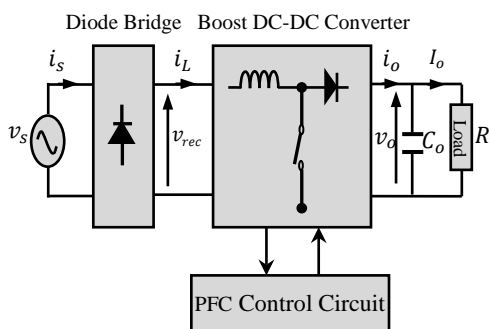 Diode Bridge Boost DC-DC Converter
i_s i_L i_o I_o
v_s v_rec v_o C_o Load R
PFC Control Circuit